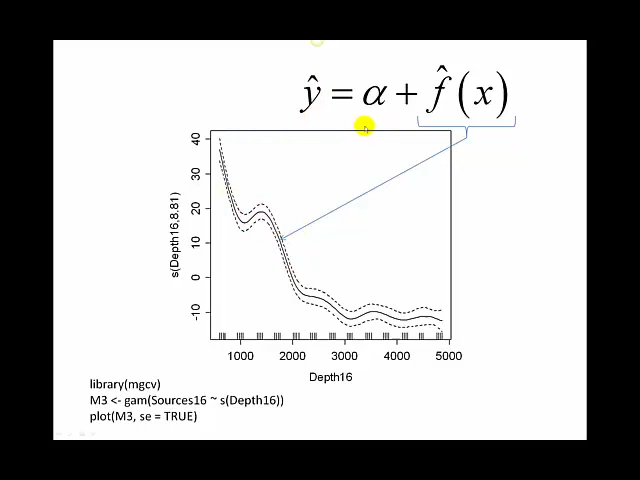 ŷ = α + f̂ (x)
40
30
20
10
0
-10
s(Depth16,8.81)
1000 2000 3000 4000 5000
Depth16
library(mgcv)
M3 <- gam(Sources16 ~ s(Depth16))
plot(M3, se = TRUE)